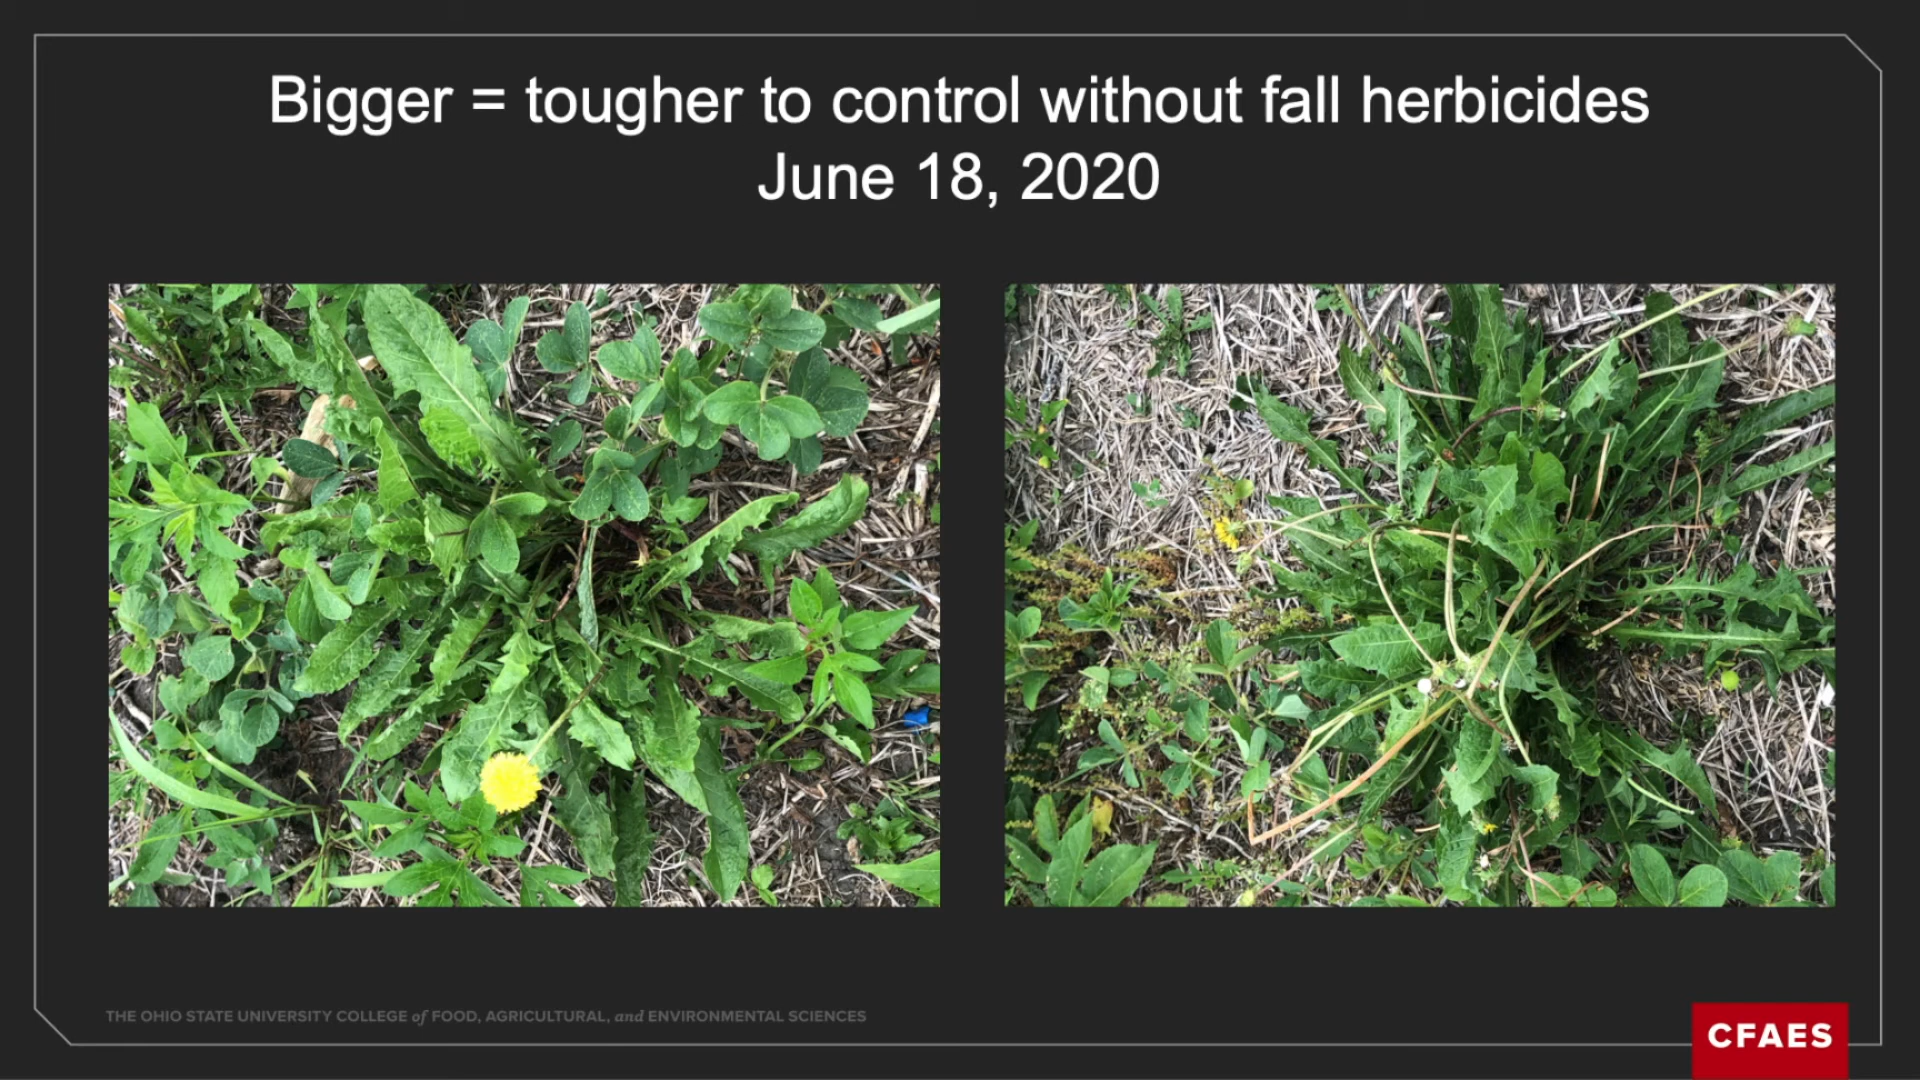 Bigger = tougher to control without fall herbicides
June 18, 2020
THE OHIO STATE UNIVERSITY COLLEGE of FOOD, AGRICULTURAL, and ENVIRONMENTAL SCIENCES
CFAES